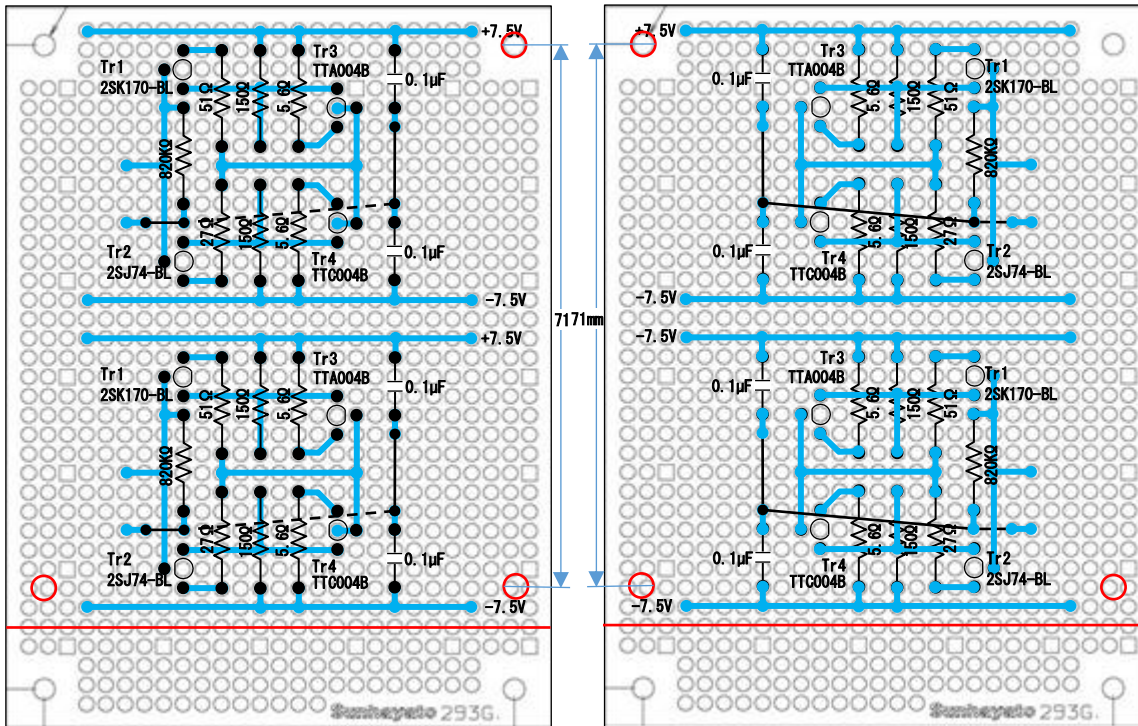 +7.5V
Tr1
2SK170-BL
51Ω
150Ω
5.6Ω
Tr3
TTA004B
0.1μF
820KΩ
Tr2
2SJ74-BL
27Ω
150Ω
5.6Ω
Tr4
TTC004B
0.1μF
-7.5V
+7.5V
Tr1
2SK170-BL
51Ω
150Ω
5.6Ω
Tr3
TTA004B
0.1μF
820KΩ
Tr2
2SJ74-BL
27Ω
150Ω
5.6Ω
Tr4
TTC004B
0.1μF
-7.5V
Sunhayato 293G.
71
71mm
+7.5V
Tr3
TTA004B
0.1μF
5.6Ω
150Ω
51Ω
Tr1
2SK170-BL
820KΩ
0.1μF
Tr4
TTC004B
5.6Ω
150Ω
27Ω
Tr2
2SJ74-BL
-7.5V
-7.5V
Tr3
TTA004B
0.1μF
5.6Ω
150Ω
51Ω
Tr1
2SK170-BL
820KΩ
0.1μF
Tr4
TTC004B
5.6Ω
150Ω
27Ω
Tr2
2SJ74-BL
-7.5V
Sunhayato 293G.